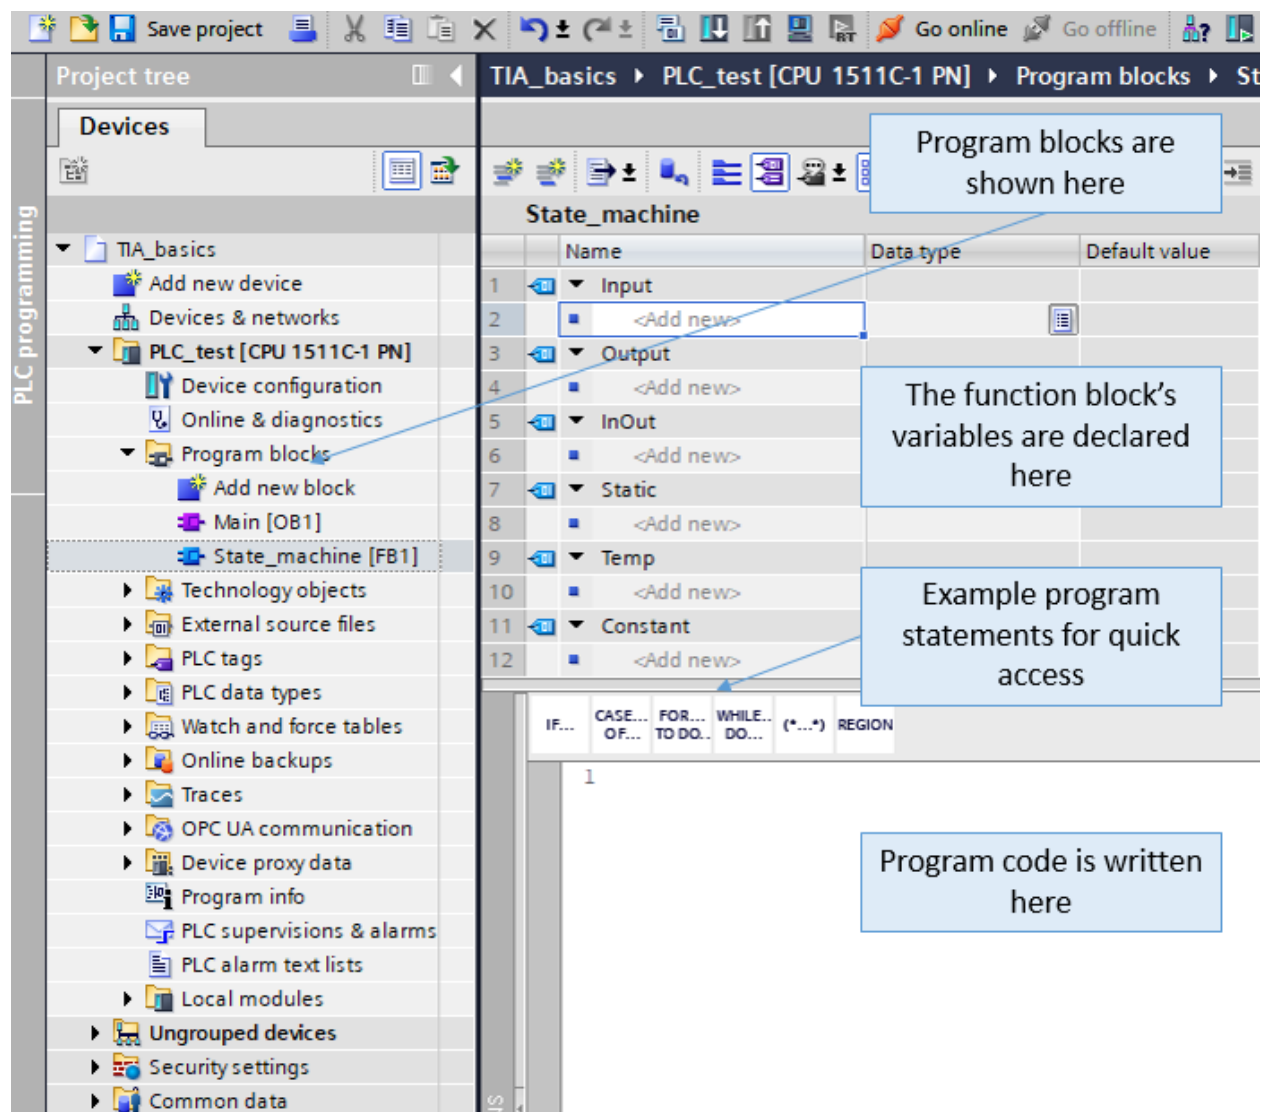 Save project
Go online
Go offline
Project tree
TIA_basics PLC_test [CPU 1511C-1 PN] Program blocks St
Devices
PLC programming
TIA_basics
Add new device
Devices & networks
PLC_test [CPU 1511C-1 PN]
Device configuration
Online & diagnostics
Program blocks
Add new block
Main [OB1]
State_machine [FB1]
Technology objects
External source files
PLC tags
PLC data types
Watch and force tables
Online backups
Traces
OPC UA communication
Device proxy data
Program info
PLC supervisions & alarms
PLC alarm text lists
Local modules
Ungrouped devices
Security settings
Common data
Program blocks are
shown here
State_machine
Name Data type Default value
1 Input
2 <Add new>
3 Output
4 <Add new>
5 InOut
6 <Add new>
7 Static
8 <Add new>
9 Temp
10 <Add new>
11 Constant
12 <Add new>
The function block's
variables are declared
here
Example program
statements for quick
access
IF...
CASE...
OF...
FOR...
TO DO..
WHILE..
DO...
(*...*)
REGION
1
Program code is written
here